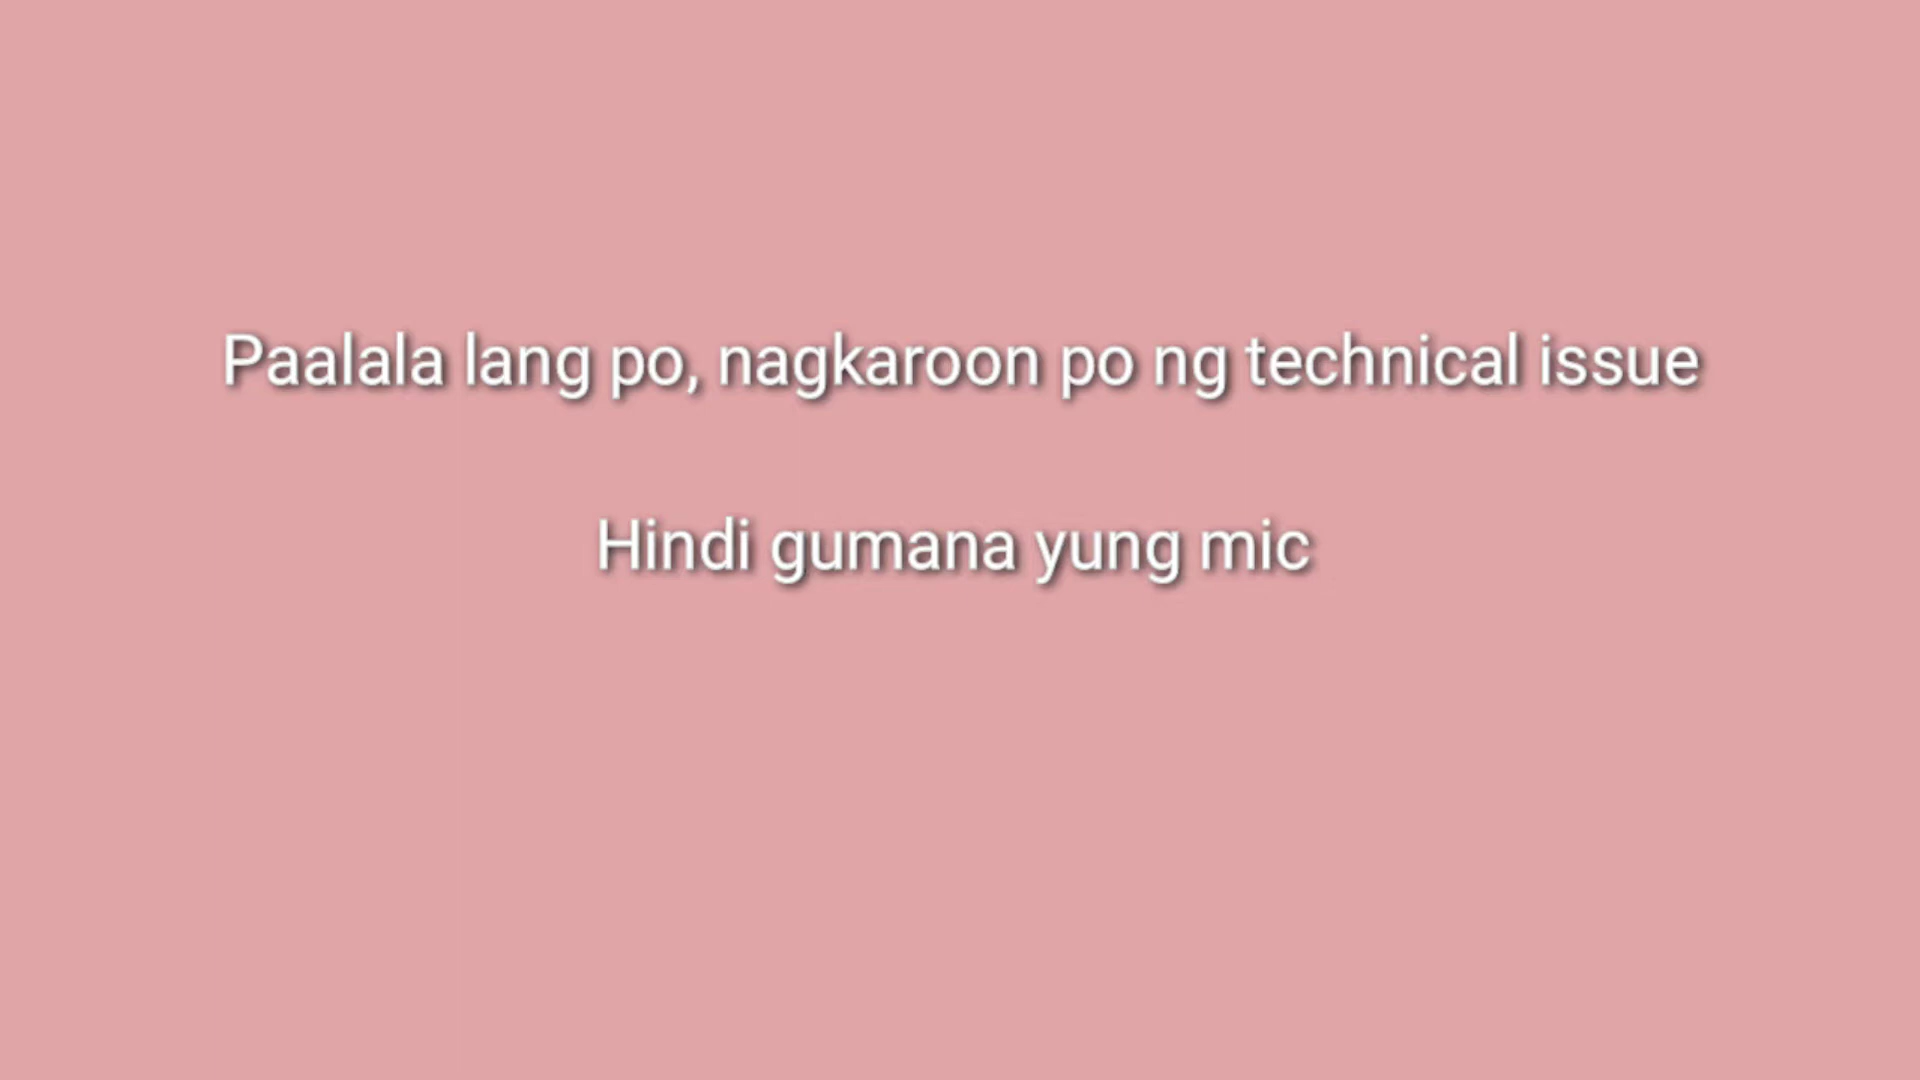 Paalala lang po, nagkaroon po ng technical issue
Hindi gumana yung mic